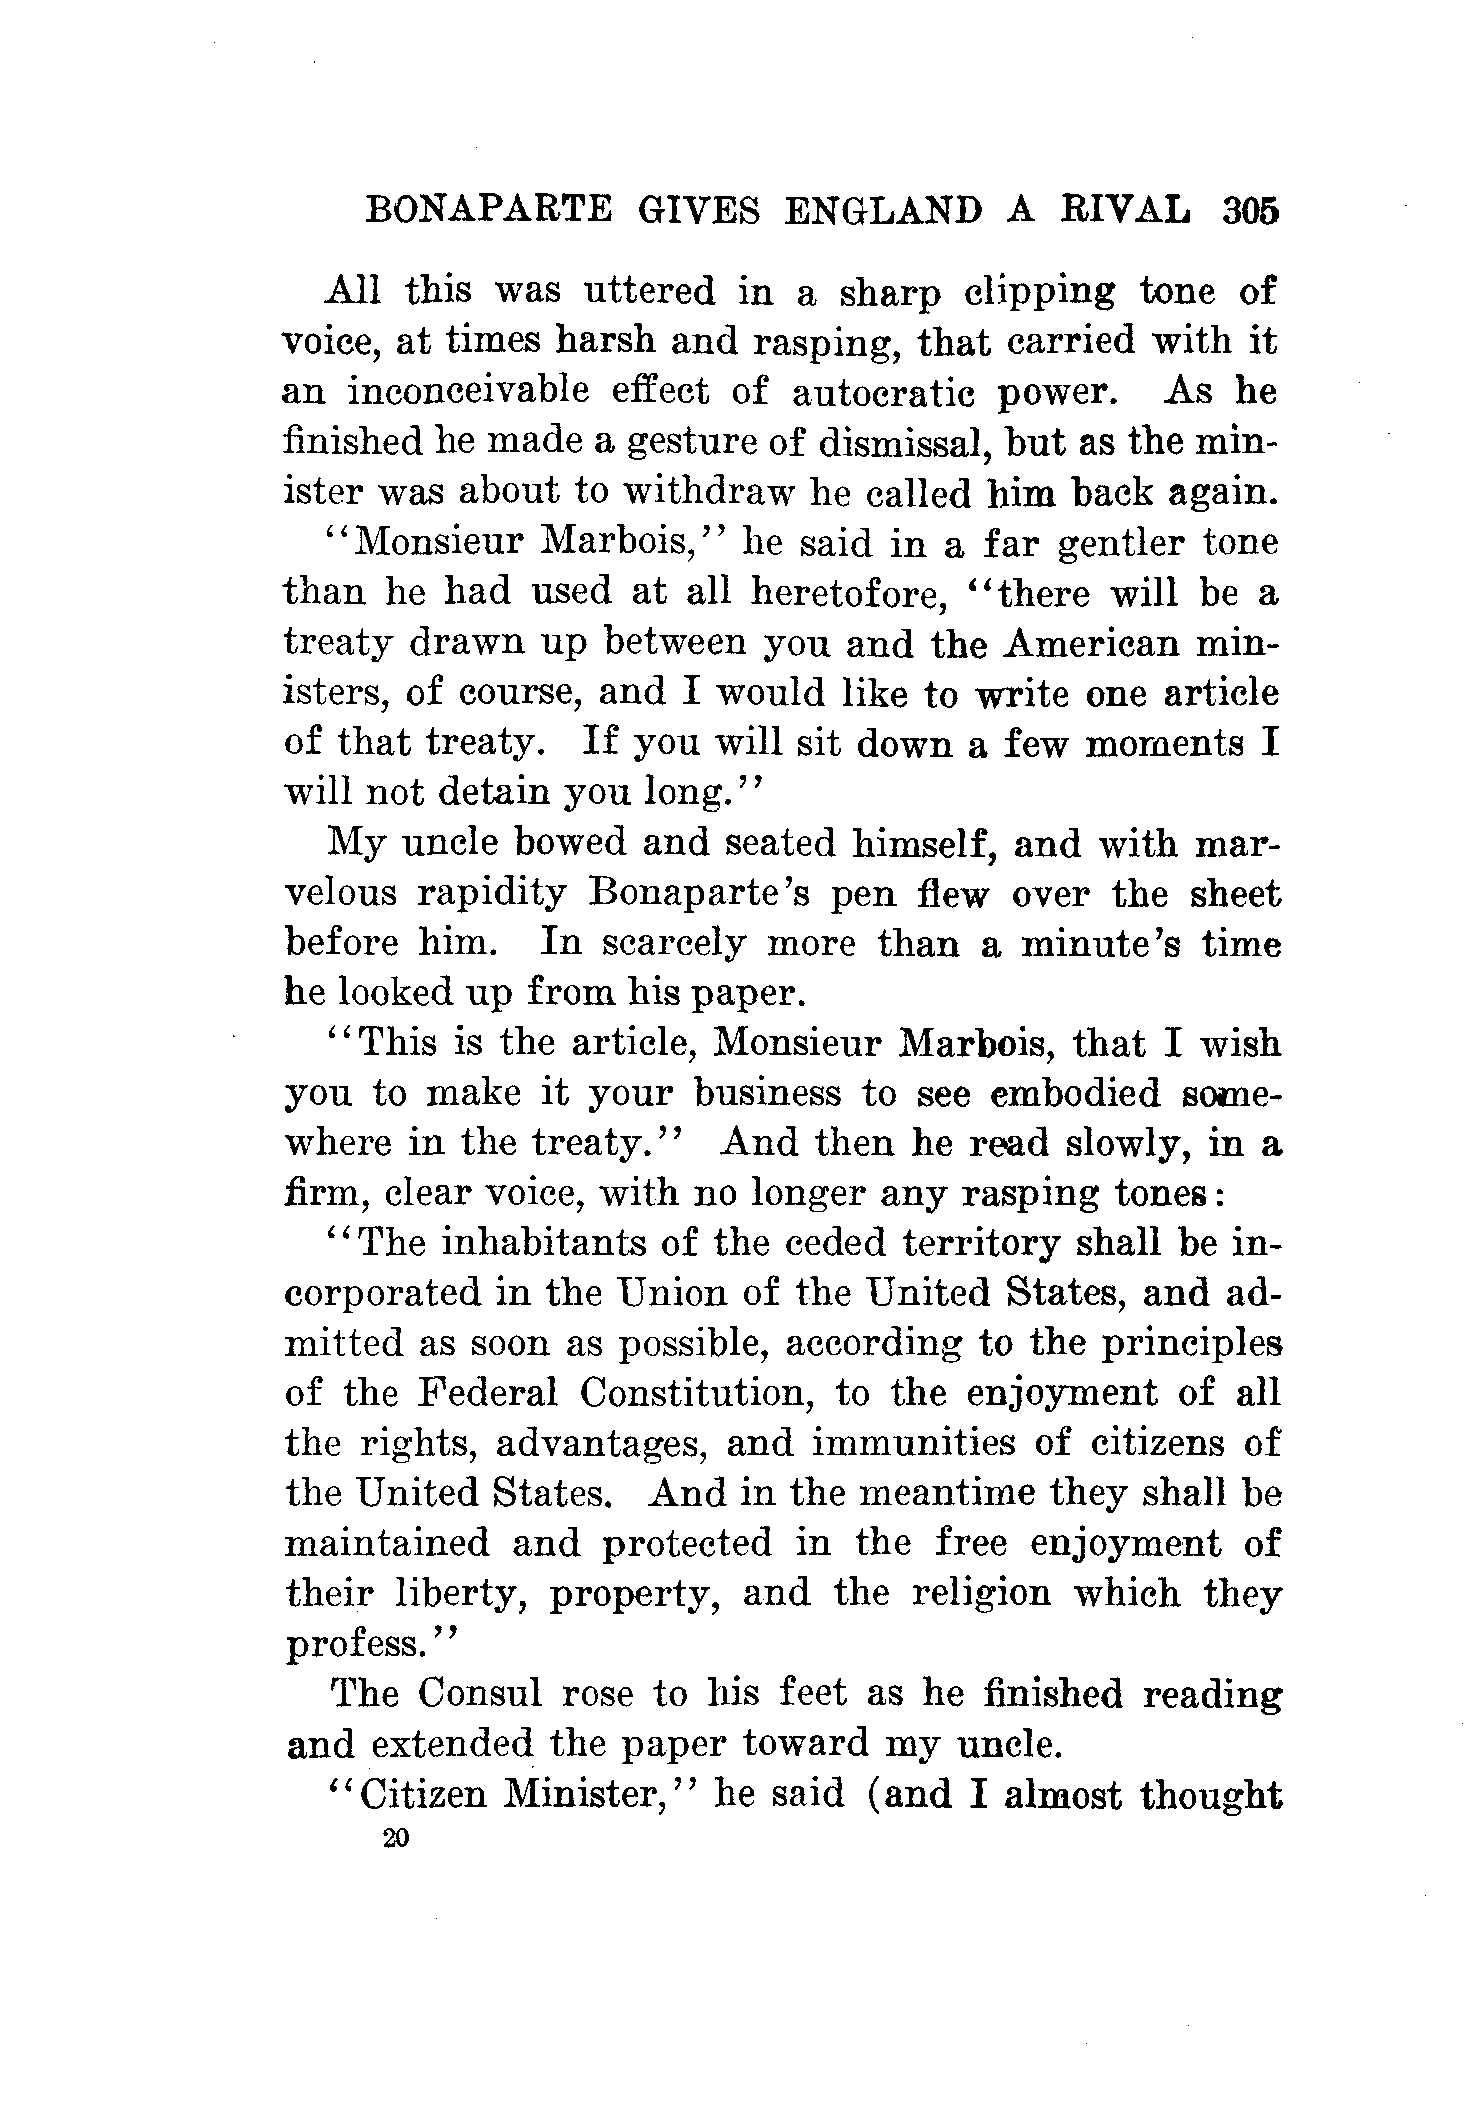 BONAPARTE GIVES ENGLAND A RIVAL 305
All this was uttered in a sharp clipping tone of
voice, at times harsh and rasping, that carried with it
an inconceivable effect of autocratic power. As he
finished he made a gesture of dismissal, but as the min-
ister was about to withdraw he called him back again.
"Monsieur Marbois," he said in a far gentler tone
than he had used at all heretofore, "there will be a
treaty drawn up between you and the American min-
isters, of course, and I would like to write one article
of that treaty. If you will sit down a few moments I
will not detain you long."
My uncle bowed and seated himself, and with mar-
velous rapidity Bonaparte's pen flew over the sheet
before him. In scarcely more than a minute's time
he looked up from his paper.
"This is the article, Monsieur Marbois, that I wish
you to make it your business to see embodied some-
where in the treaty." And then he read slowly, in a
firm, clear voice, with no longer any rasping tones:
"The inhabitants of the ceded territory shall be in-
corporated in the Union of the United States, and ad-
mitted as soon as possible, according to the principles
of the Federal Constitution, to the enjoyment of all
the rights, advantages, and immunities of citizens of
the United States. And in the meantime they shall be
maintained and protected in the free enjoyment of
their liberty, property, and the religion which they
profess."
The Consul rose to his feet as he finished reading
and extended the paper toward my uncle.
"Citizen Minister," he said (and I almost thought
20